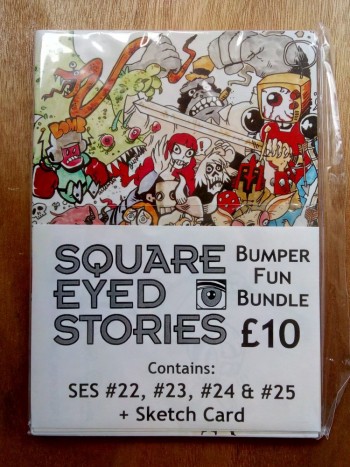 SQUARE
EYED
STORIES
BUMPER
FUN
BUNDLE
£10
Contains:
SES #22, #23, #24 & #25
+ Sketch Card